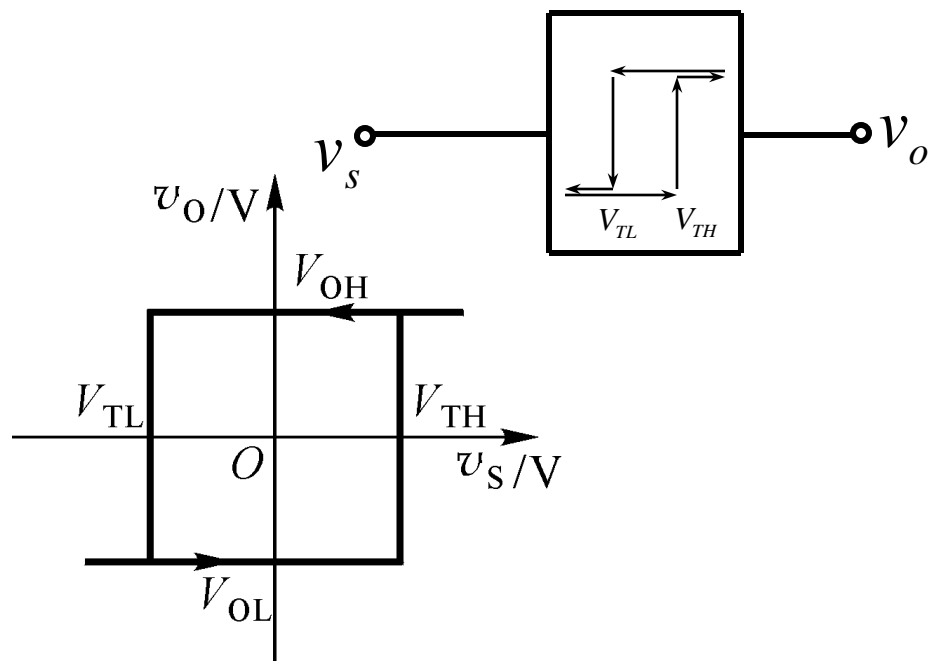 v_s
v_o
V_TL V_TH
v_O/V
V_OH
V_TL
V_TH
O
v_S/V
V_OL